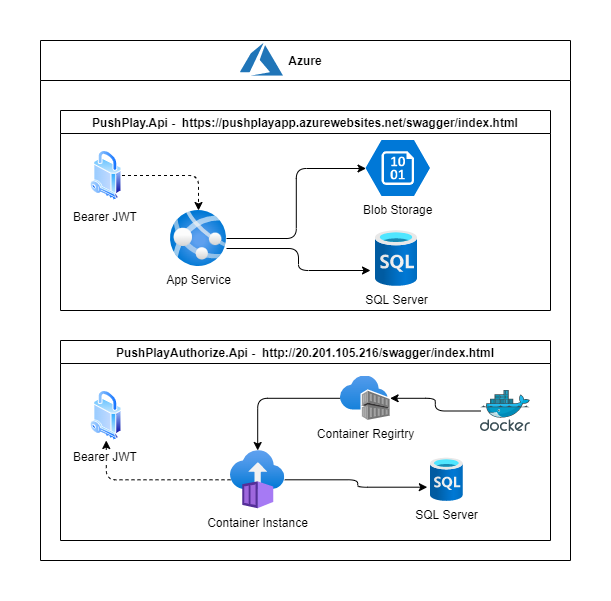 Azure
PushPlay.Api - https://pushplayapp.azurewebsites.net/swagger/index.html
Bearer JWT
10
01
Blob Storage
App Service
SQL
SQL Server
PushPlayAuthorize.Api - http://20.201.105.216/swagger/index.html
Bearer JWT
Container Regirtry
docker
Container Instance
SQL
SQL Server